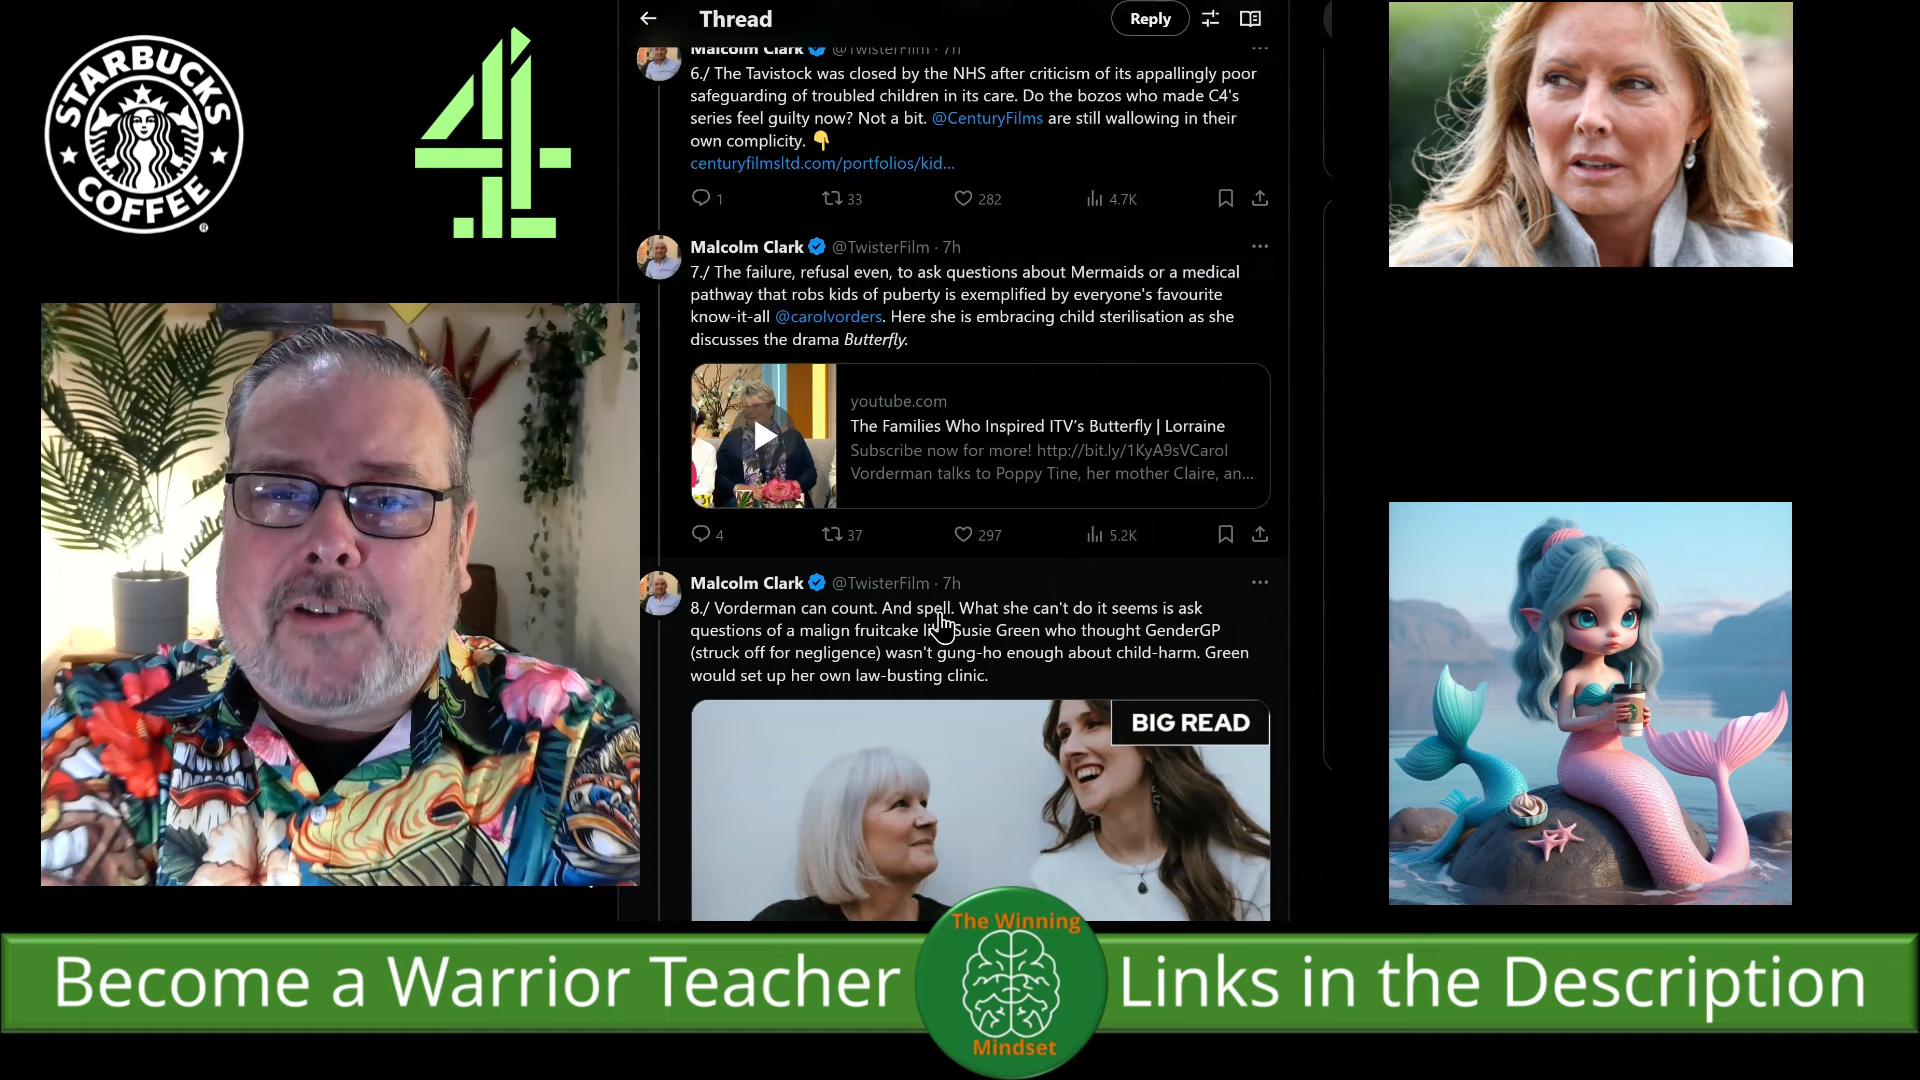 STARBUCKS
COFFEE
®
Thread
Reply
Malcolm Clark @TwisterFilm · 7h
6./ The Tavistock was closed by the NHS after criticism of its appallingly poor
safeguarding of troubled children in its care. Do the bozos who made C4's
series feel guilty now? Not a bit. @CenturyFilms are still wallowing in their
own complicity. 👇
centuryfilmsltd.com/portfolios/kid...
1 33 282 4.7K
Malcolm Clark @TwisterFilm · 7h
7./ The failure, refusal even, to ask questions about Mermaids or a medical
pathway that robs kids of puberty is exemplified by everyone's favourite
know-it-all @carolvorders. Here she is embracing child sterilisation as she
discusses the drama Butterfly.
youtube.com
The Families Who Inspired ITV's Butterfly | Lorraine
Subscribe now for more! http://bit.ly/1KyA9sVCarol
Vorderman talks to Poppy Tine, her mother Claire, an...
4 37 297 5.2K
Malcolm Clark @TwisterFilm · 7h
8./ Vorderman can count. And spell. What she can't do it seems is ask
questions of a malign fruitcake Susie Green who thought GenderGP
(struck off for negligence) wasn't gung-ho enough about child-harm. Green
would set up her own law-busting clinic.
BIG READ
Become a Warrior Teacher
The Winning
Mindset
Links in the Description